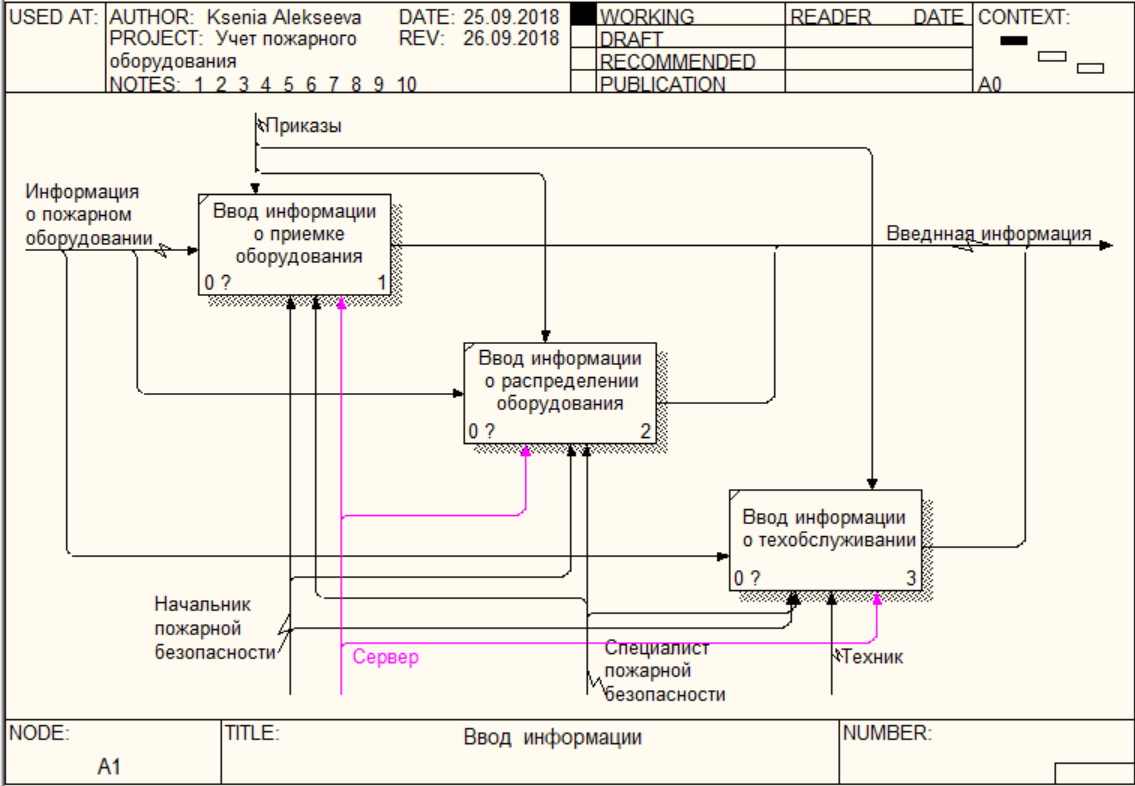 USED AT:
AUTHOR: Ksenia Alekseeva
DATE: 25.09.2018
PROJECT: Учет пожарного
оборудования
REV: 26.09.2018
NOTES: 1 2 3 4 5 6 7 8 9 10
WORKING
DRAFT
RECOMMENDED
PUBLICATION
READER
DATE
CONTEXT:
A0
Приказы
Информация
о пожарном
оборудовании
Ввод информации
о приемке
оборудования
0 ?
1
Введнная информация
Ввод информации
о распределении
оборудования
0 ?
2
Ввод информации
о техобслуживании
0 ?
3
Начальник
пожарной
безопасности
Сервер
Специалист
пожарной
безопасности
Техник
NODE:
A1
TITLE:
Ввод информации
NUMBER: